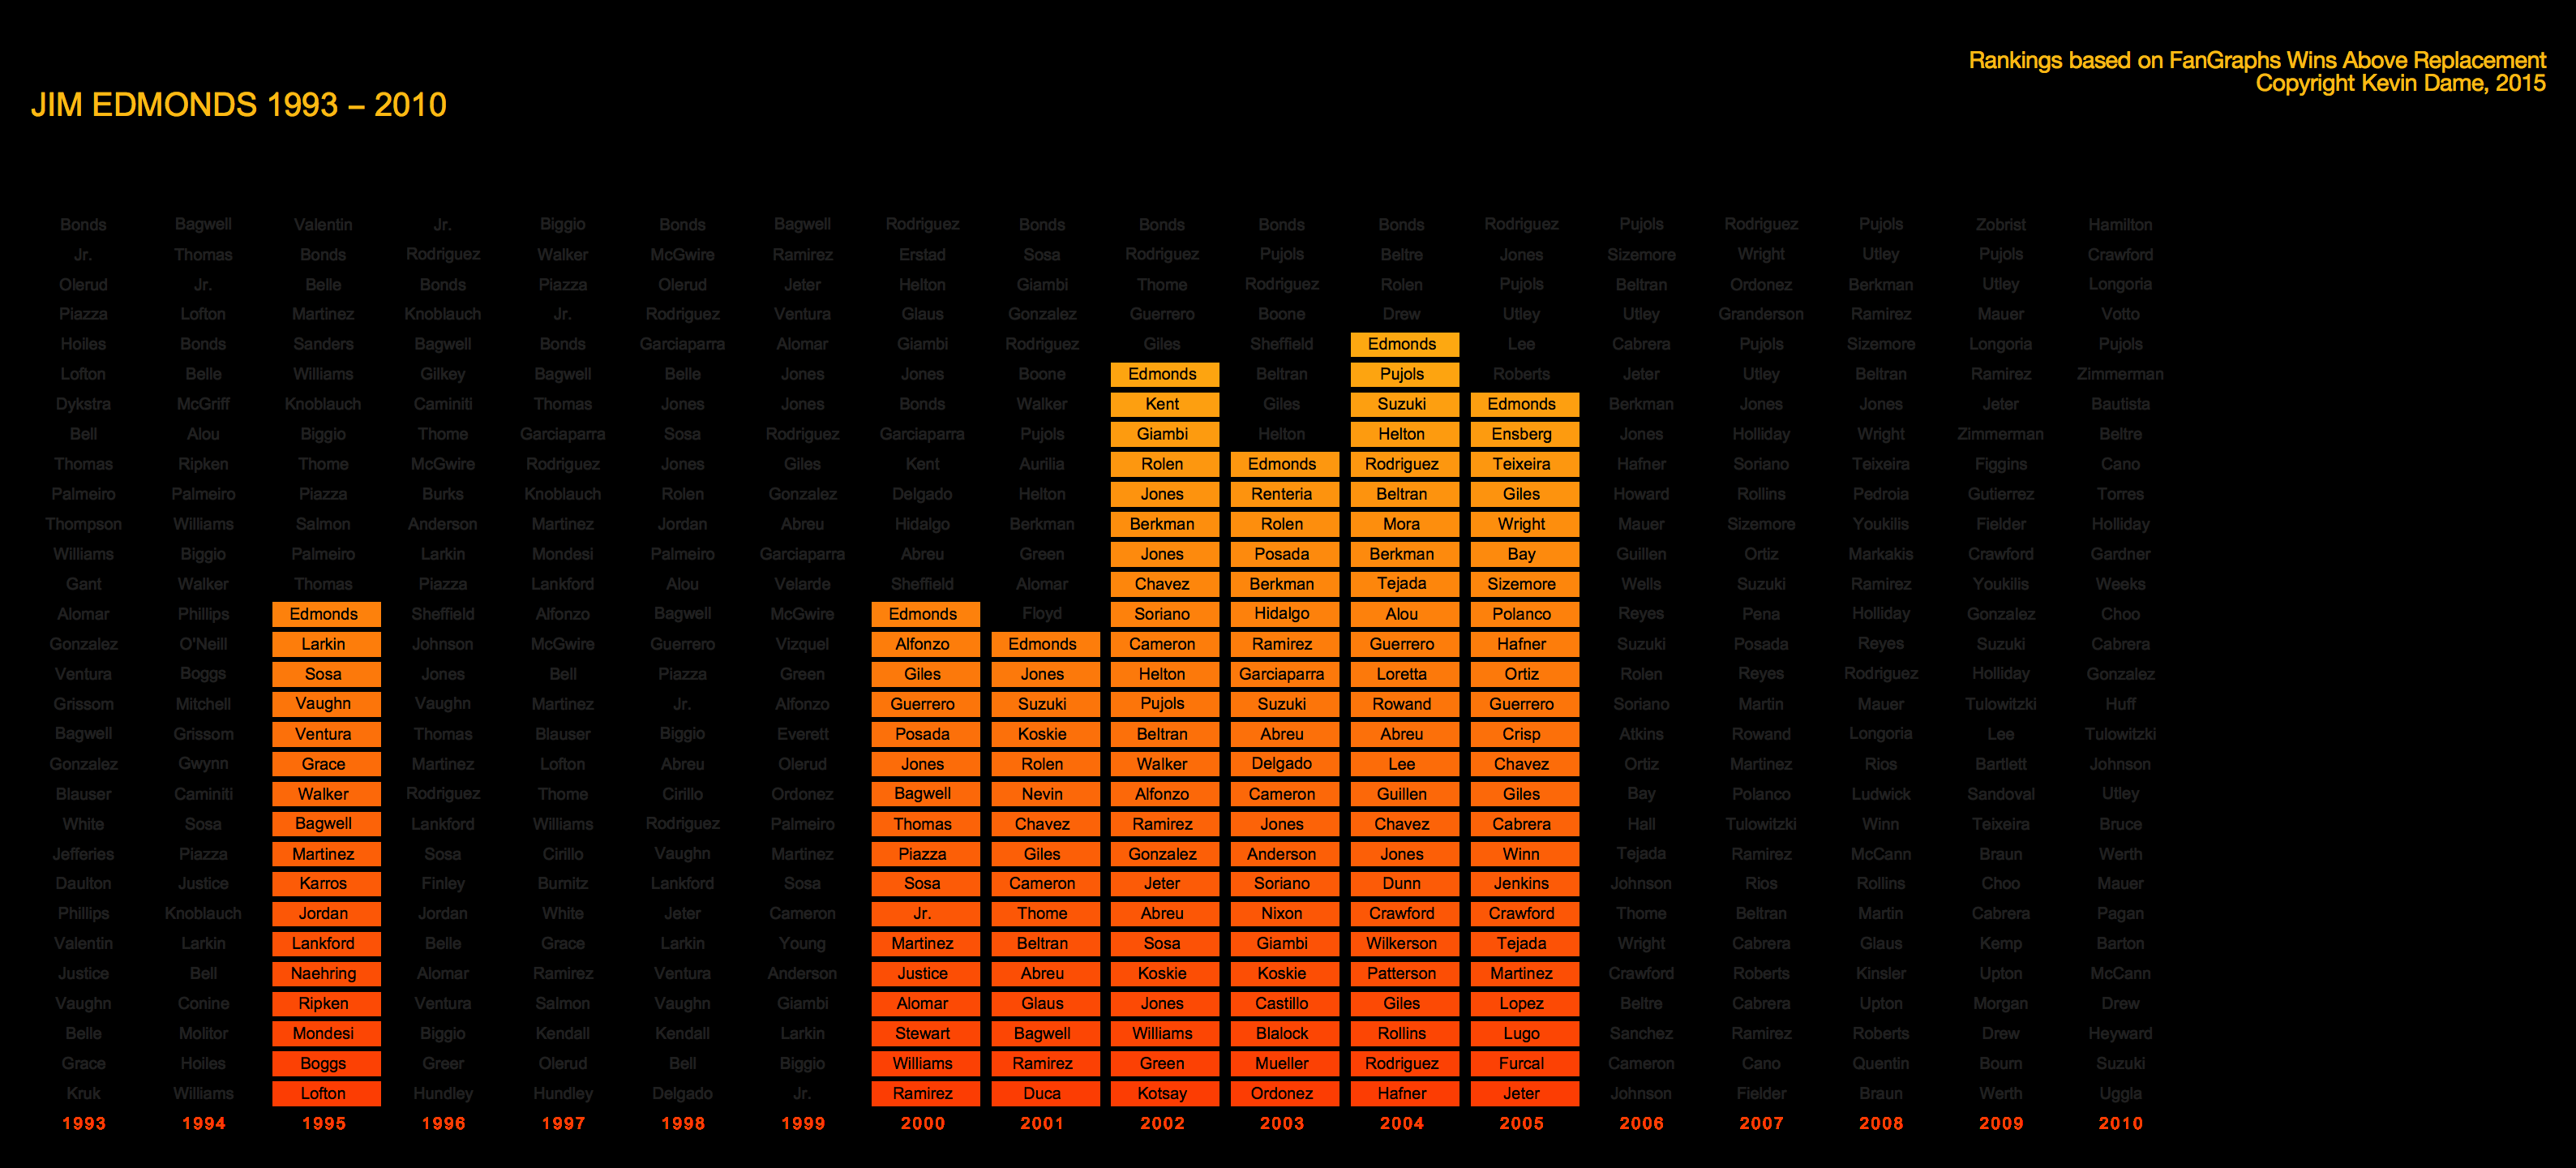 Rankings based on FanGraphs Wins Above Replacement
Copyright Kevin Dame, 2015
JIM EDMONDS 1993 – 2010
Bonds Bagwell Valentin Jr. Biggio Bonds Bagwell Rodriguez Bonds Bonds Bonds Bonds Rodriguez Pujols Rodriguez Pujols Zobrist Hamilton
Jr. Thomas Bonds Rodriguez Walker McGwire Ramirez Erstad Sosa Rodriguez Pujols Beltre Jones Sizemore Wright Utley Pujols Crawford
Olerud Jr. Belle Bonds Piazza Olerud Jeter Helton Giambi Thome Rodriguez Rolen Pujols Beltran Ordonez Berkman Utley Longoria
Piazza Lofton Martinez Knoblauch Jr. Rodriguez Ventura Glaus Gonzalez Guerrero Boone Drew Utley Utley Granderson Ramirez Mauer Votto
Hoiles Bonds Sanders Bagwell Bonds Garciaparra Alomar Giambi Rodriguez Giles Sheffield Edmonds Lee Cabrera Pujols Sizemore Longoria Pujols
Lofton Belle Williams Gilkey Bagwell Belle Jones Jones Boone Edmonds Beltran Pujols Roberts Jeter Utley Beltran Ramirez Zimmerman
Dykstra McGriff Knoblauch Caminiti Thomas Jones Jones Bonds Walker Kent Giles Suzuki Edmonds Berkman Jones Jones Jeter Bautista
Bell Alou Biggio Thome Garciaparra Sosa Rodriguez Garciaparra Pujols Giambi Helton Helton Ensberg Jones Holliday Wright Zimmerman Beltre
Thomas Ripken Thome McGwire Rodriguez Jones Giles Kent Aurilia Rolen Edmonds Rodriguez Teixeira Hafner Soriano Teixeira Figgins Cano
Palmeiro Palmeiro Piazza Burks Knoblauch Rolen Gonzalez Delgado Helton Jones Renteria Beltran Giles Howard Rollins Pedroia Gutierrez Torres
Thompson Williams Salmon Anderson Martinez Jordan Abreu Hidalgo Berkman Berkman Rolen Mora Wright Mauer Sizemore Youkilis Fielder Holliday
Williams Biggio Palmeiro Larkin Mondesi Palmeiro Garciaparra Abreu Green Jones Posada Berkman Bay Guillen Ortiz Markakis Crawford Gardner
Gant Walker Thomas Piazza Lankford Alou Velarde Sheffield Alomar Chavez Berkman Tejada Sizemore Wells Suzuki Ramirez Youkilis Weeks
Alomar Phillips Edmonds Sheffield Alfonzo Bagwell McGwire Edmonds Floyd Soriano Hidalgo Alou Polanco Reyes Pena Holliday Gonzalez Choo
Gonzalez O'Neill Larkin Johnson McGwire Guerrero Vizquel Alfonzo Edmonds Cameron Ramirez Guerrero Hafner Suzuki Posada Reyes Suzuki Cabrera
Ventura Boggs Sosa Jones Bell Piazza Green Giles Jones Helton Garciaparra Loretta Ortiz Rolen Reyes Rodriguez Holliday Gonzalez
Grissom Mitchell Vaughn Vaughn Martinez Jr. Alfonzo Guerrero Suzuki Pujols Suzuki Rowand Guerrero Soriano Martin Mauer Tulowitzki Huff
Bagwell Grissom Ventura Thomas Blauser Biggio Everett Posada Koskie Beltran Abreu Abreu Crisp Atkins Rowand Longoria Lee Tulowitzki
Gonzalez Gwynn Grace Martinez Lofton Abreu Olerud Jones Rolen Walker Delgado Lee Chavez Ortiz Martinez Rios Bartlett Johnson
Blauser Caminiti Walker Rodriguez Thome Cirillo Ordonez Bagwell Nevin Alfonzo Cameron Guillen Giles Bay Polanco Ludwick Sandoval Utley
White Sosa Bagwell Lankford Williams Rodriguez Palmeiro Thomas Chavez Ramirez Jones Chavez Cabrera Hall Tulowitzki Winn Teixeira Bruce
Jefferies Piazza Martinez Sosa Cirillo Vaughn Martinez Piazza Giles Gonzalez Anderson Jones Winn Tejada Ramirez McCann Braun Werth
Daulton Justice Karros Finley Burnitz Lankford Sosa Sosa Cameron Jeter Soriano Dunn Jenkins Johnson Rios Rollins Choo Mauer
Phillips Knoblauch Jordan Jordan White Jeter Cameron Jr. Thome Abreu Nixon Crawford Crawford Thome Beltran Martin Cabrera Pagan
Valentin Larkin Lankford Belle Grace Larkin Young Martinez Beltran Sosa Giambi Wilkerson Tejada Wright Cabrera Glaus Kemp Barton
Justice Bell Naehring Alomar Ramirez Ventura Anderson Justice Abreu Koskie Koskie Patterson Martinez Crawford Roberts Kinsler Upton McCann
Vaughn Conine Ripken Ventura Salmon Vaughn Giambi Alomar Glaus Jones Castillo Giles Lopez Beltre Cabrera Upton Morgan Drew
Belle Molitor Mondesi Biggio Kendall Kendall Larkin Stewart Bagwell Williams Blalock Rollins Lugo Sanchez Ramirez Roberts Drew Heyward
Grace Hoiles Boggs Greer Olerud Bell Biggio Williams Ramirez Green Mueller Rodriguez Furcal Cameron Cano Quentin Bourn Suzuki
Kruk Williams Lofton Hundley Hundley Delgado Jr. Ramirez Duca Kotsay Ordonez Hafner Jeter Johnson Fielder Braun Werth Uggla
1993 1994 1995 1996 1997 1998 1999 2000 2001 2002 2003 2004 2005 2006 2007 2008 2009 2010